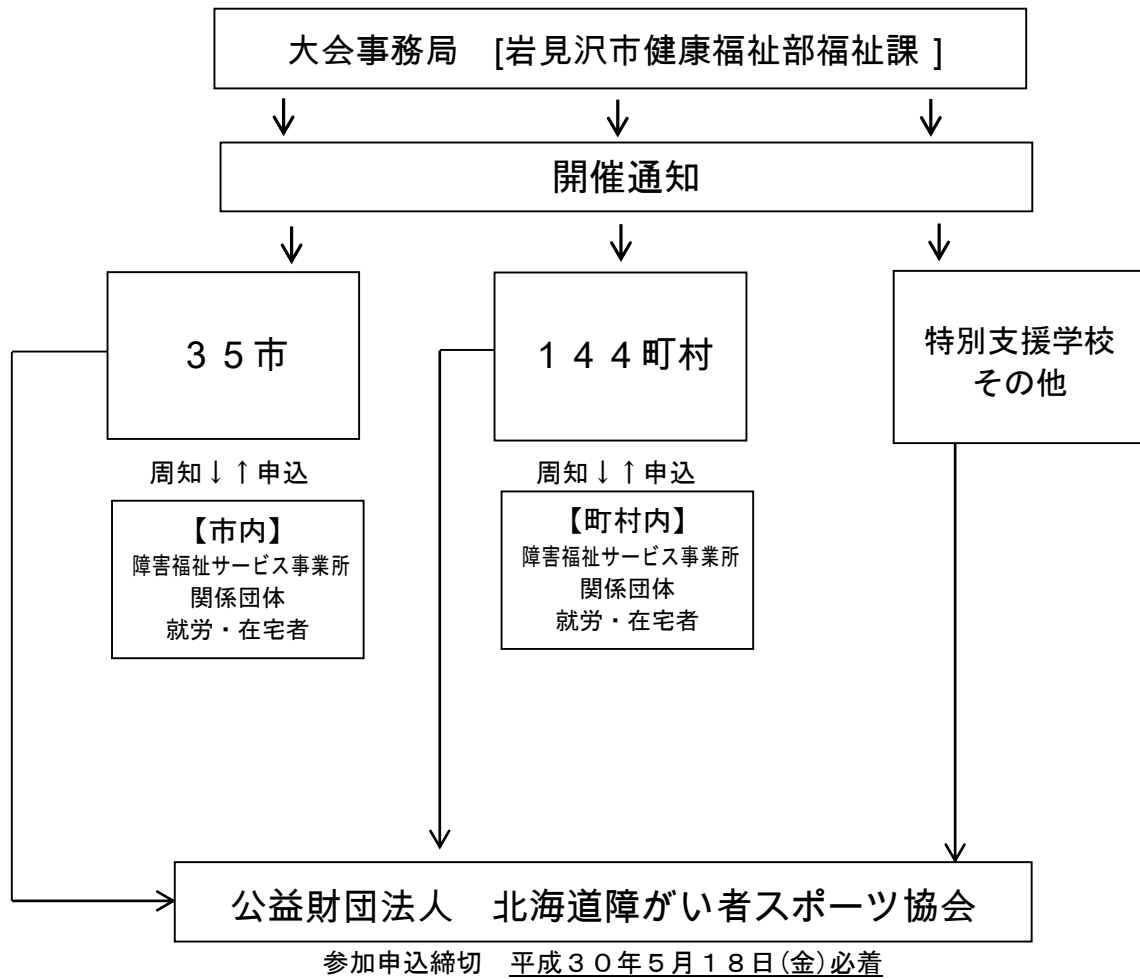 大会事務局　[岩見沢市健康福祉部福祉課 ]
開催通知
３５市
１４４町村
特別支援学校
その他
周知↓ ↑申込
周知↓ ↑申込
【市内】
障害福祉サービス事業所
関係団体
就労・在宅者
【町村内】
障害福祉サービス事業所
関係団体
就労・在宅者
公益財団法人　北海道障がい者スポーツ協会
参加申込締切　平成３０年５月１８日(金)必着